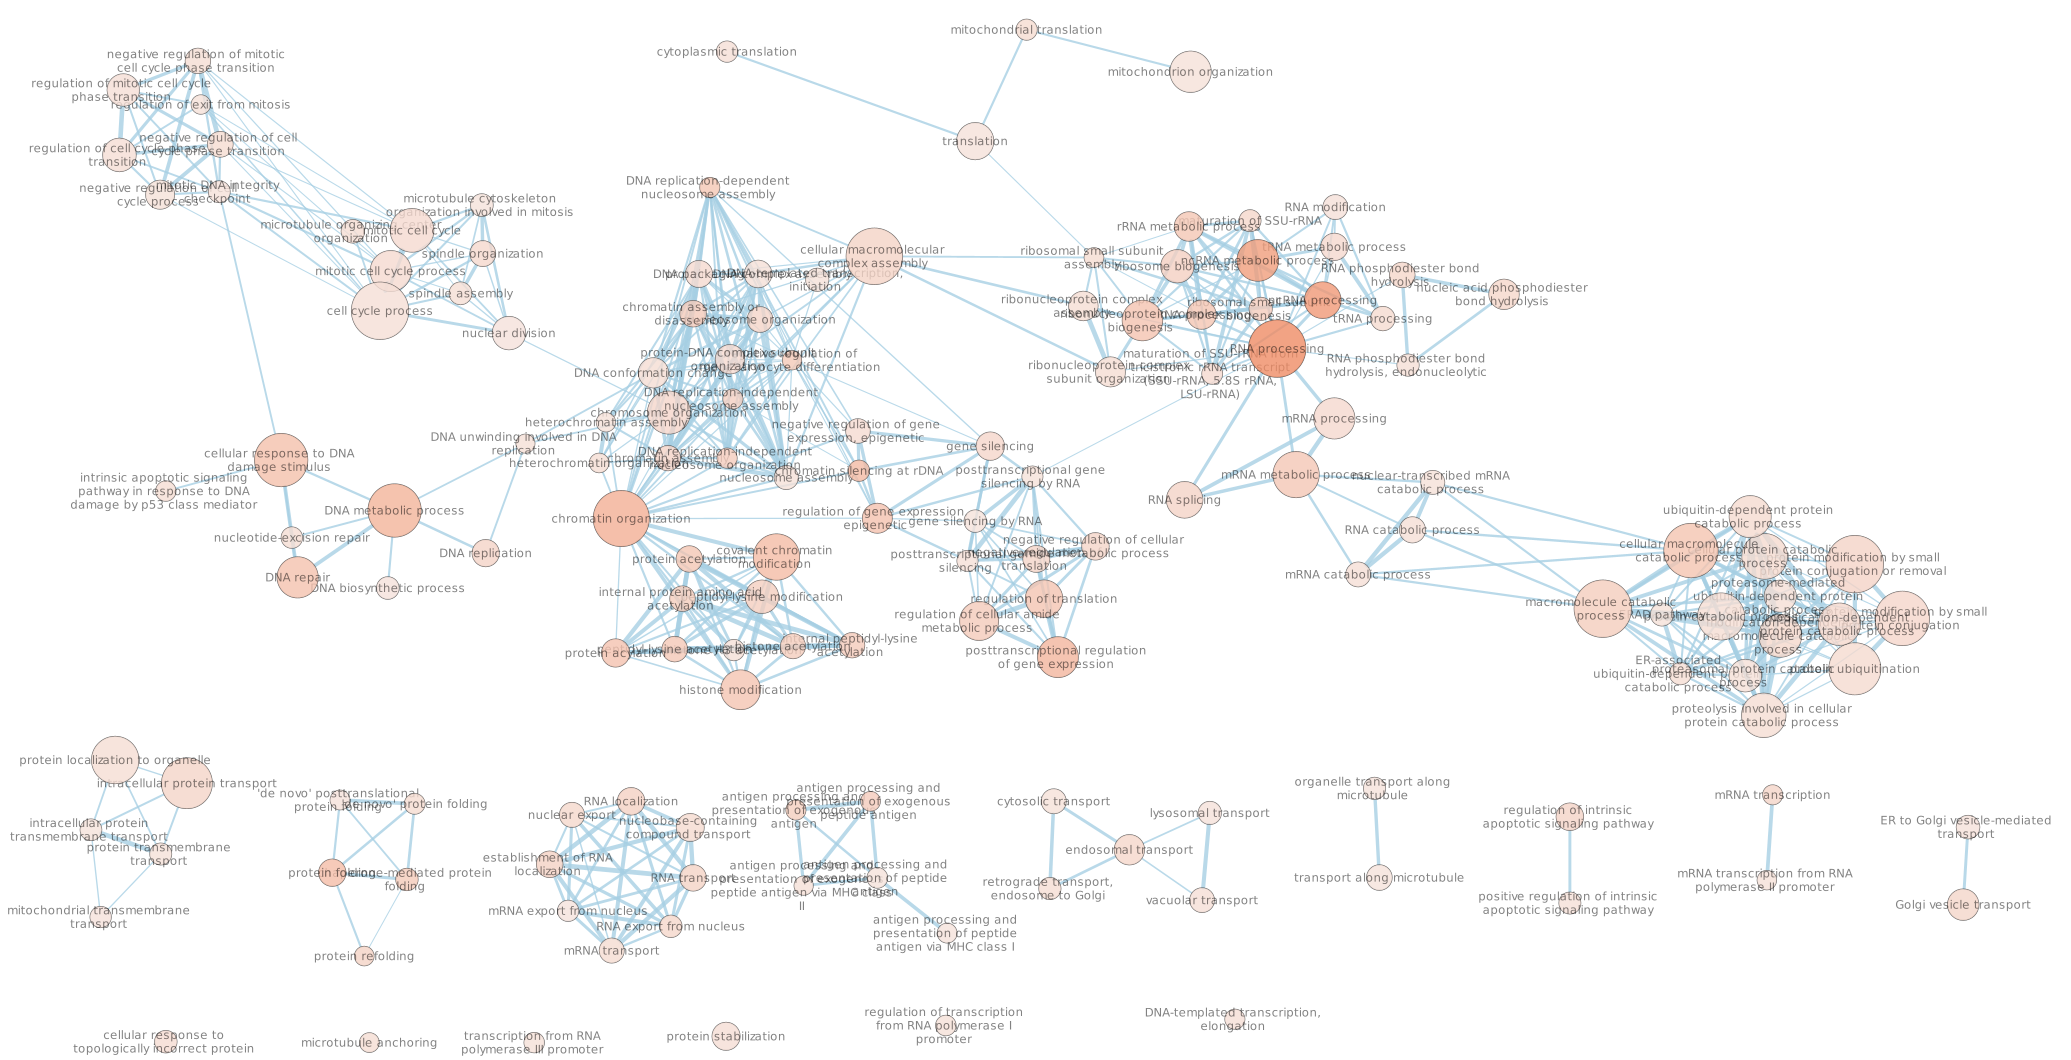 mitochondrial translation
cytoplasmic translation
mitochondrion organization
translation
negative regulation of mitotic
cell cycle phase transition
regulation of mitotic cell cycle
phase transition
regulation of exit from mitosis
negative regulation of cell
cycle phase transition
regulation of cell cycle phase
transition
negative regulation of cell
cycle process
mitotic DNA integrity
checkpoint
microtubule cytoskeleton
organization involved in mitosis
microtubule organizing center
organization
mitotic cell cycle
spindle organization
mitotic cell cycle process
spindle assembly
cell cycle process
nuclear division
DNA replication-dependent
nucleosome assembly
cellular macromolecular
complex assembly
DNA packaging
DNA-templated transcription,
initiation
chromatin assembly or
disassembly
nucleosome organization
protein-DNA complex subunit
organization
negative regulation of
megakaryocyte differentiation
DNA conformation change
DNA replication-independent
nucleosome assembly
chromosome organization
heterochromatin assembly
DNA unwinding involved in DNA
replication
heterochromatin organization
chromatin assembly
DNA replication-independent
nucleosome organization
nucleosome assembly
negative regulation of gene
expression, epigenetic
chromatin silencing at rDNA
gene silencing
posttranscriptional gene
silencing by RNA
regulation of gene expression,
epigenetic
gene silencing by RNA
posttranscriptional gene
silencing
negative regulation of
translation
negative regulation of cellular
amide metabolic process
regulation of translation
regulation of cellular amide
metabolic process
posttranscriptional regulation
of gene expression
RNA modification
rRNA metabolic process
maturation of SSU-rRNA
tRNA metabolic process
ncRNA metabolic process
ribosomal small subunit
assembly
ribosome biogenesis
RNA phosphodiester bond
hydrolysis
nucleic acid phosphodiester
bond hydrolysis
ribonucleoprotein complex
assembly
ribonucleoprotein complex
biogenesis
rRNA processing
ribosomal small subunit
biogenesis
ncRNA processing
tRNA processing
RNA processing
ribonucleoprotein complex
subunit organization
maturation of SSU-rRNA from
tricistronic rRNA transcript
(SSU-rRNA, 5.8S rRNA,
LSU-rRNA)
RNA phosphodiester bond
hydrolysis, endonucleolytic
mRNA processing
mRNA metabolic process
nuclear-transcribed mRNA
catabolic process
RNA splicing
RNA catabolic process
mRNA catabolic process
cellular response to DNA
damage stimulus
intrinsic apoptotic signaling
pathway in response to DNA
damage by p53 class mediator
DNA metabolic process
nucleotide-excision repair
DNA replication
DNA repair
DNA biosynthetic process
chromatin organization
protein acetylation
covalent chromatin
modification
internal protein amino acid
acetylation
peptidyl-lysine modification
protein acylation
peptidyl-lysine acetylation
histone H3 acetylation
histone acetylation
internal peptidyl-lysine
acetylation
histone modification
ubiquitin-dependent protein
catabolic process
cellular macromolecule
catabolic process
cellular protein catabolic
process
protein modification by small
protein conjugation or removal
proteasome-mediated
ubiquitin-dependent protein
catabolic process
macromolecule catabolic
process
ERAD pathway
protein catabolic process
modification-dependent
protein catabolic process
modification-dependent
macromolecule catabolic
process
protein modification by small
protein conjugation
ER-associated
ubiquitin-dependent protein
catabolic process
proteasomal protein catabolic
process
protein ubiquitination
proteolysis involved in cellular
protein catabolic process
protein localization to organelle
intracellular protein transport
intracellular protein
transmembrane transport
protein transmembrane
transport
mitochondrial transmembrane
transport
'de novo' posttranslational
protein folding
'de novo' protein folding
protein folding
chaperone-mediated protein
folding
protein refolding
RNA localization
nuclear export
nucleobase-containing
compound transport
establishment of RNA
localization
RNA transport
mRNA export from nucleus
RNA export from nucleus
mRNA transport
antigen processing and
presentation of exogenous
antigen
antigen processing and
presentation of exogenous
peptide antigen
antigen processing and
presentation of exogenous
peptide antigen via MHC class
II
antigen processing and
presentation of peptide
antigen
antigen processing and
presentation of peptide
antigen via MHC class I
cytosolic transport
lysosomal transport
endosomal transport
retrograde transport,
endosome to Golgi
vacuolar transport
organelle transport along
microtubule
transport along microtubule
regulation of intrinsic
apoptotic signaling pathway
positive regulation of intrinsic
apoptotic signaling pathway
mRNA transcription
mRNA transcription from RNA
polymerase II promoter
ER to Golgi vesicle-mediated
transport
Golgi vesicle transport
cellular response to
topologically incorrect protein
microtubule anchoring
transcription from RNA
polymerase III promoter
protein stabilization
regulation of transcription
from RNA polymerase I
promoter
DNA-templated transcription,
elongation